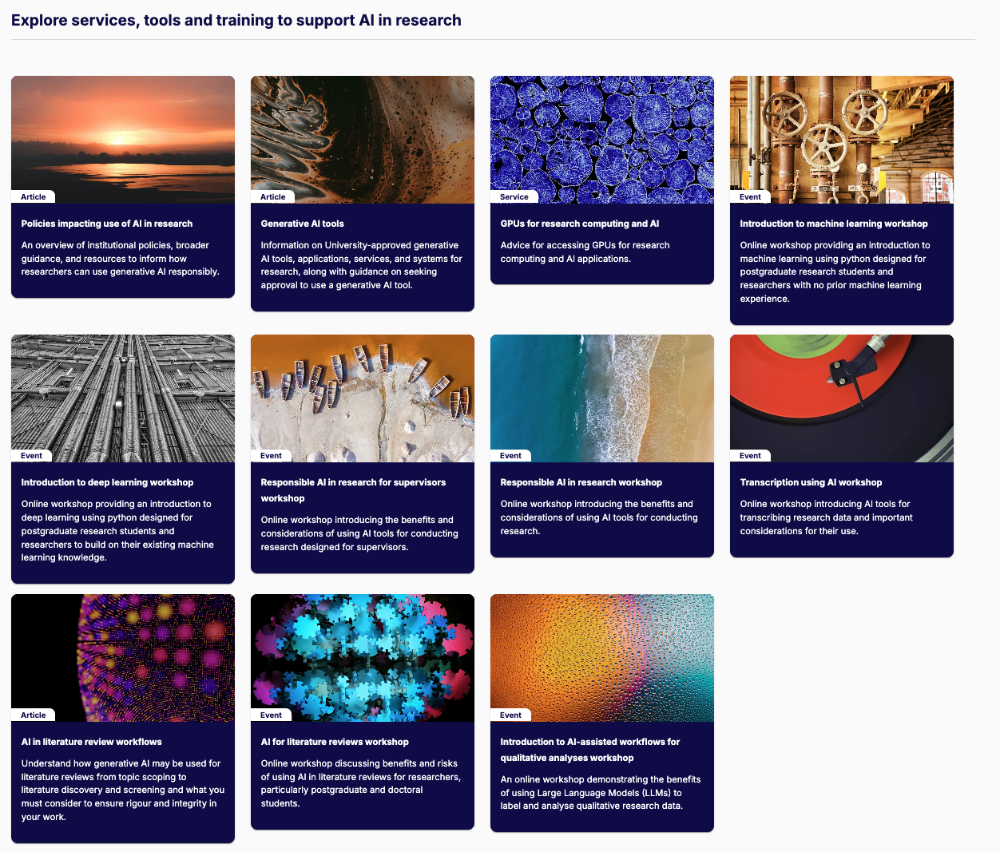 Explore services, tools and training to support AI in research
Article
Policies impacting use of AI in research
An overview of institutional policies, broader
guidance, and resources to inform how
researchers can use generative AI responsibly.
Article
Generative AI tools
Information on University-approved generative
AI tools, applications, services, and systems for
research, along with guidance on seeking
approval to use a generative AI tool.
Service
GPUs for research computing and AI
Advice for accessing GPUs for research
computing and AI applications.
Event
Introduction to machine learning workshop
Online workshop providing an introduction to
machine learning using python designed for
postgraduate research students and
researchers with no prior machine learning
experience.
Event
Introduction to deep learning workshop
Online workshop providing an introduction to
deep learning using python designed for
postgraduate research students and
researchers to build on their existing machine
learning knowledge.
Event
Responsible AI in research for supervisors
workshop
Online workshop introducing the benefits and
considerations of using AI tools for conducting
research designed for supervisors.
Event
Responsible AI in research workshop
Online workshop introducing the benefits and
considerations of using AI tools for conducting
research.
Event
Transcription using AI workshop
Online workshop introducing AI tools for
transcribing research data and important
considerations for their use.
Article
AI in literature review workflows
Understand how generative AI may be used for
literature reviews from topic scoping to
literature discovery and screening and what you
must consider to ensure rigour and integrity in
your work.
Event
AI for literature reviews workshop
Online workshop discussing benefits and risks
of using AI in literature reviews for researchers,
particularly postgraduate and doctoral
students.
Event
Introduction to AI-assisted workflows for
qualitative analyses workshop
An online workshop demonstrating the benefits
of using Large Language Models (LLMs) to
label and analyse qualitative research data.